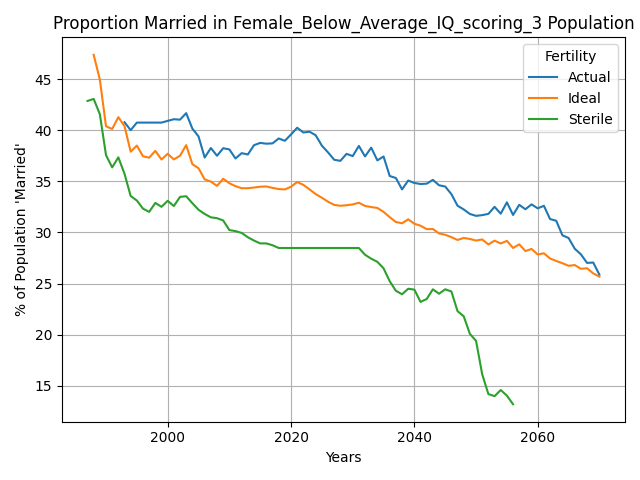 Proportion Married in Female_Below_Average_IQ_scoring_3 Population
Fertility
Actual
Ideal
Sterile
% of Population 'Married'
45
40
35
30
25
20
15
2000
2020
2040
2060
Years